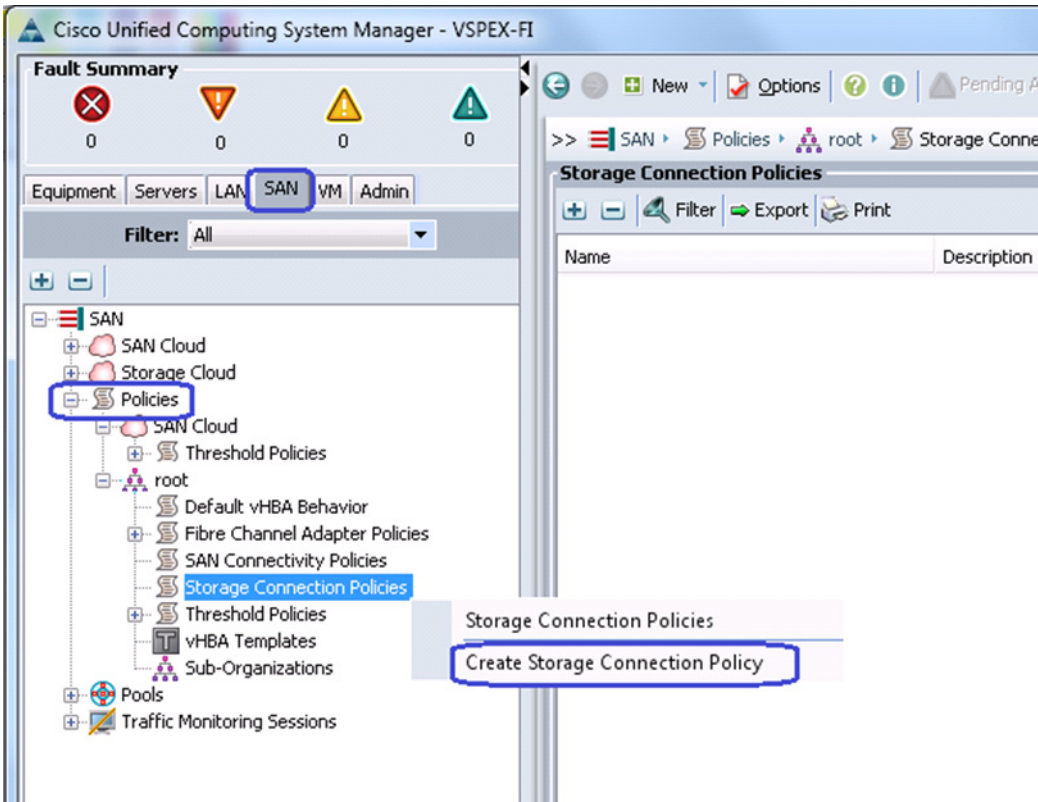 Cisco Unified Computing System Manager - VSPEX-FI
Fault Summary
0 0 0 0
Equipment Servers LAN SAN VM Admin
Filter: All
SAN
SAN Cloud
Storage Cloud
Policies
SAN Cloud
Threshold Policies
root
Default vHBA Behavior
Fibre Channel Adapter Policies
SAN Connectivity Policies
Storage Connection Policies
Threshold Policies
vHBA Templates
Sub-Organizations
Pools
Traffic Monitoring Sessions
New Options Pending A
>> SAN Policies root Storage Conne
Storage Connection Policies
Filter Export Print
Name Description
Storage Connection Policies
Create Storage Connection Policy